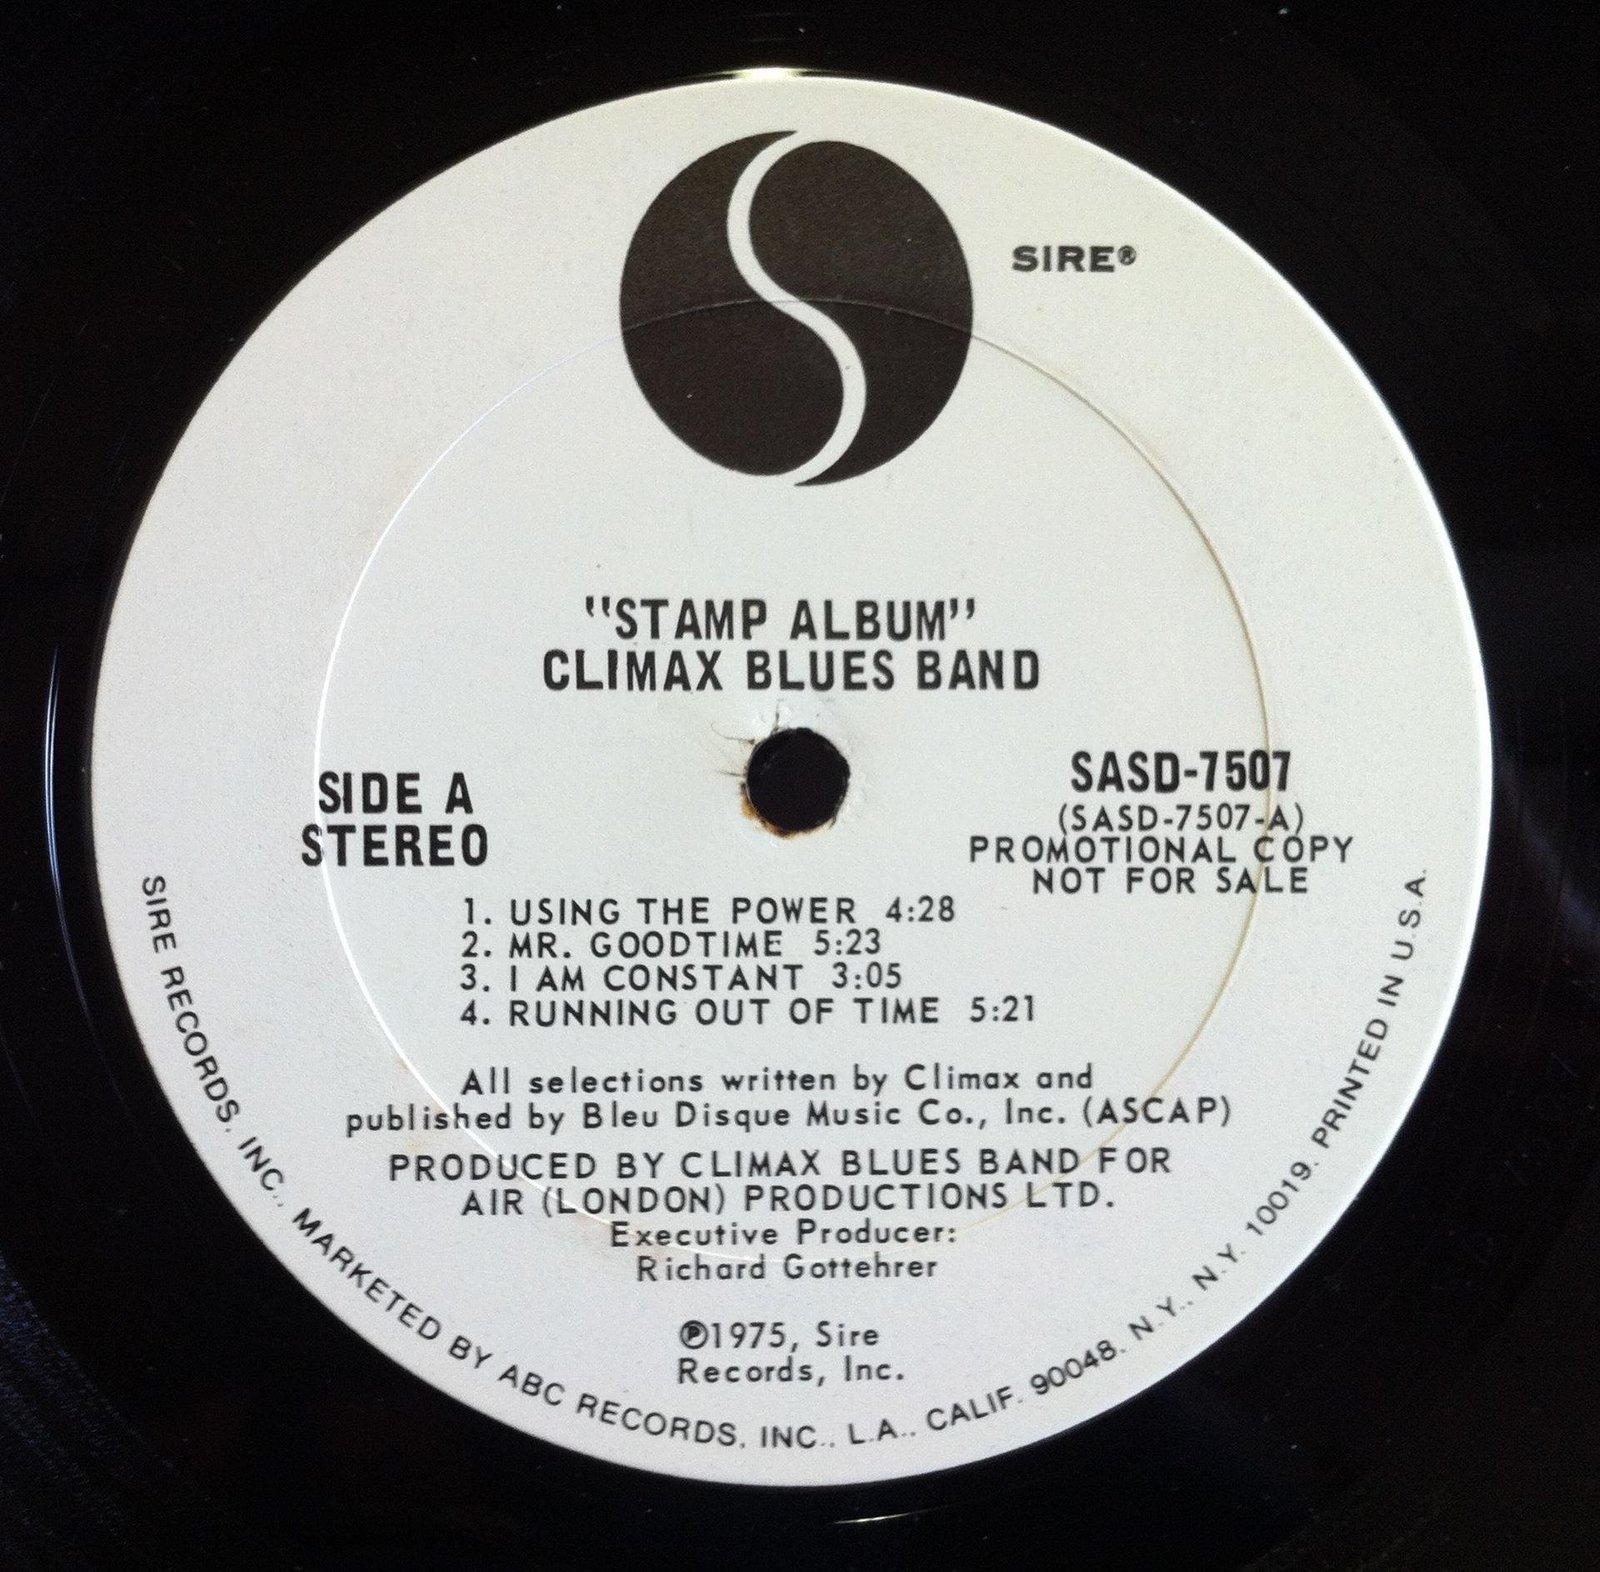 SIRE®
"STAMP ALBUM"
CLIMAX BLUES BAND
SIDE A
STEREO
SASD-7507
(SASD-7507-A)
PROMOTIONAL COPY
NOT FOR SALE
1. USING THE POWER 4:28
2. MR. GOODTIME 5:23
3. I AM CONSTANT 3:05
4. RUNNING OUT OF TIME 5:21
All selections written by Climax and
published by Bleu Disque Music Co., Inc. (ASCAP)
PRODUCED BY CLIMAX BLUES BAND FOR
AIR (LONDON) PRODUCTIONS LTD.
Executive Producer:
Richard Gottehrer
℗1975, Sire
Records, Inc.
SIRE RECORDS, INC., MARKETED BY ABC RECORDS, INC., L.A., CALIF. 90048. N.Y., N.Y. 10019. PRINTED IN U.S.A.